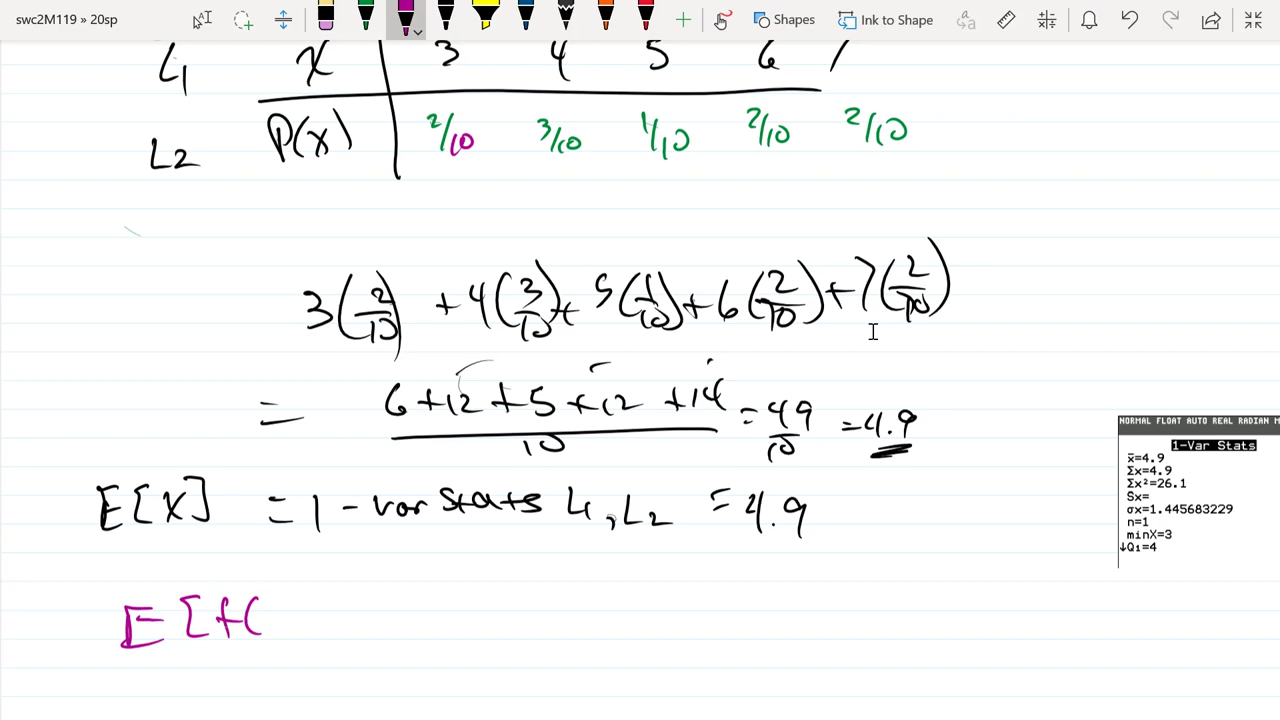 swc2M119 » 20sp
Shapes
Ink to Shape
L1 X 3 4 5 6 7
L2 P(X) 2/10 3/10 1/10 2/10 2/10
3(2/10) + 4(3/10) + 5(1/10) + 6(2/10) + 7(2/10)
= 6+12+5+12+14/10 = 49/10 = 4.9
E[X] = 1-var stats L1, L2 = 4.9
E[f(
NORMAL FLOAT AUTO REAL RADIAN M
1-Var Stats
x̄=4.9
Σx=4.9
Σx²=26.1
Sx=
σx=1.445683229
n=1
minX=3
↓Q1=4